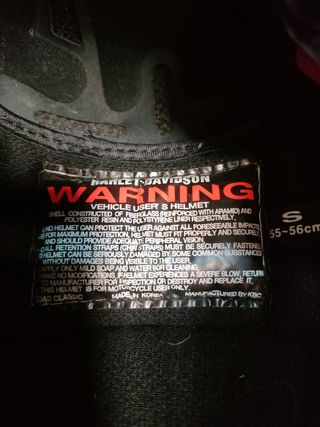 HARLEY-DAVIDSON
WARNING
VEHICLE USER'S HELMET
SHELL CONSTRUCTED OF FIBERGLASS (REINFORCED WITH ARAMID) AND
POLYESTER RESIN AND POLYSTYRENE LINER RESPECTIVELY.
NO HELMET CAN PROTECT THE USER AGAINST ALL FORESEEABLE IMPACTS
FOR MAXIMUM PROTECTION, HELMET MUST FIT PROPERLY AND SECURELY
AND SHOULD PROVIDE ADEQUATE PERIPHERAL VISION.
ALL RETENTION STRAPS (CHIN STRAPS) MUST BE SECURELY FASTENED
HELMET CAN BE SERIOUSLY DAMAGED BY SOME COMMON SUBSTANCES
WITHOUT DAMAGES BEING VISIBLE TO THE USER.
APPLY ONLY MILD SOAP AND WATER FOR CLEANING.
MAKE NO MODIFICATIONS. IF HELMET EXPERIENCES A SEVERE BLOW, RETURN
TO MANUFACTURER FOR INSPECTION OR DESTROY AND REPLACE IT.
THIS HELMET IS FOR MOTORCYCLE USER ONLY.
ROAD CLASSIC MADE IN KOREA MANUFACTURED BY KBC
S
55~56cm